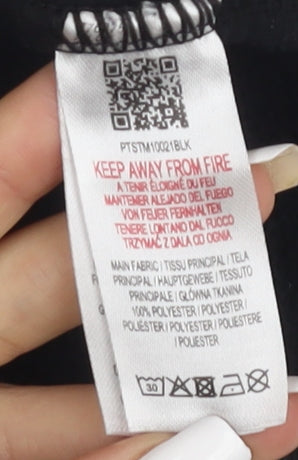 PTSTM10021BLK
KEEP AWAY FROM FIRE
A TENIR ÉLOIGNÉ DU FEU
MANTENER ALEJADO DEL FUEGO
VON FEUER FERNHALTEN
TENERE LONTANO DAL FUOCO
TRZYMAĆ Z DALA OD OGNIA
MAIN FABRIC / TISSU PRINCIPAL / TELA
PRINCIPAL / HAUPTGEWEBE / TESSUTO
PRINCIPALE / GŁÓWNA TKANINA
100% POLYESTER / POLYESTER /
POLIÉSTER / POLYESTER / POLIESTERE
/ POLIESTER
30